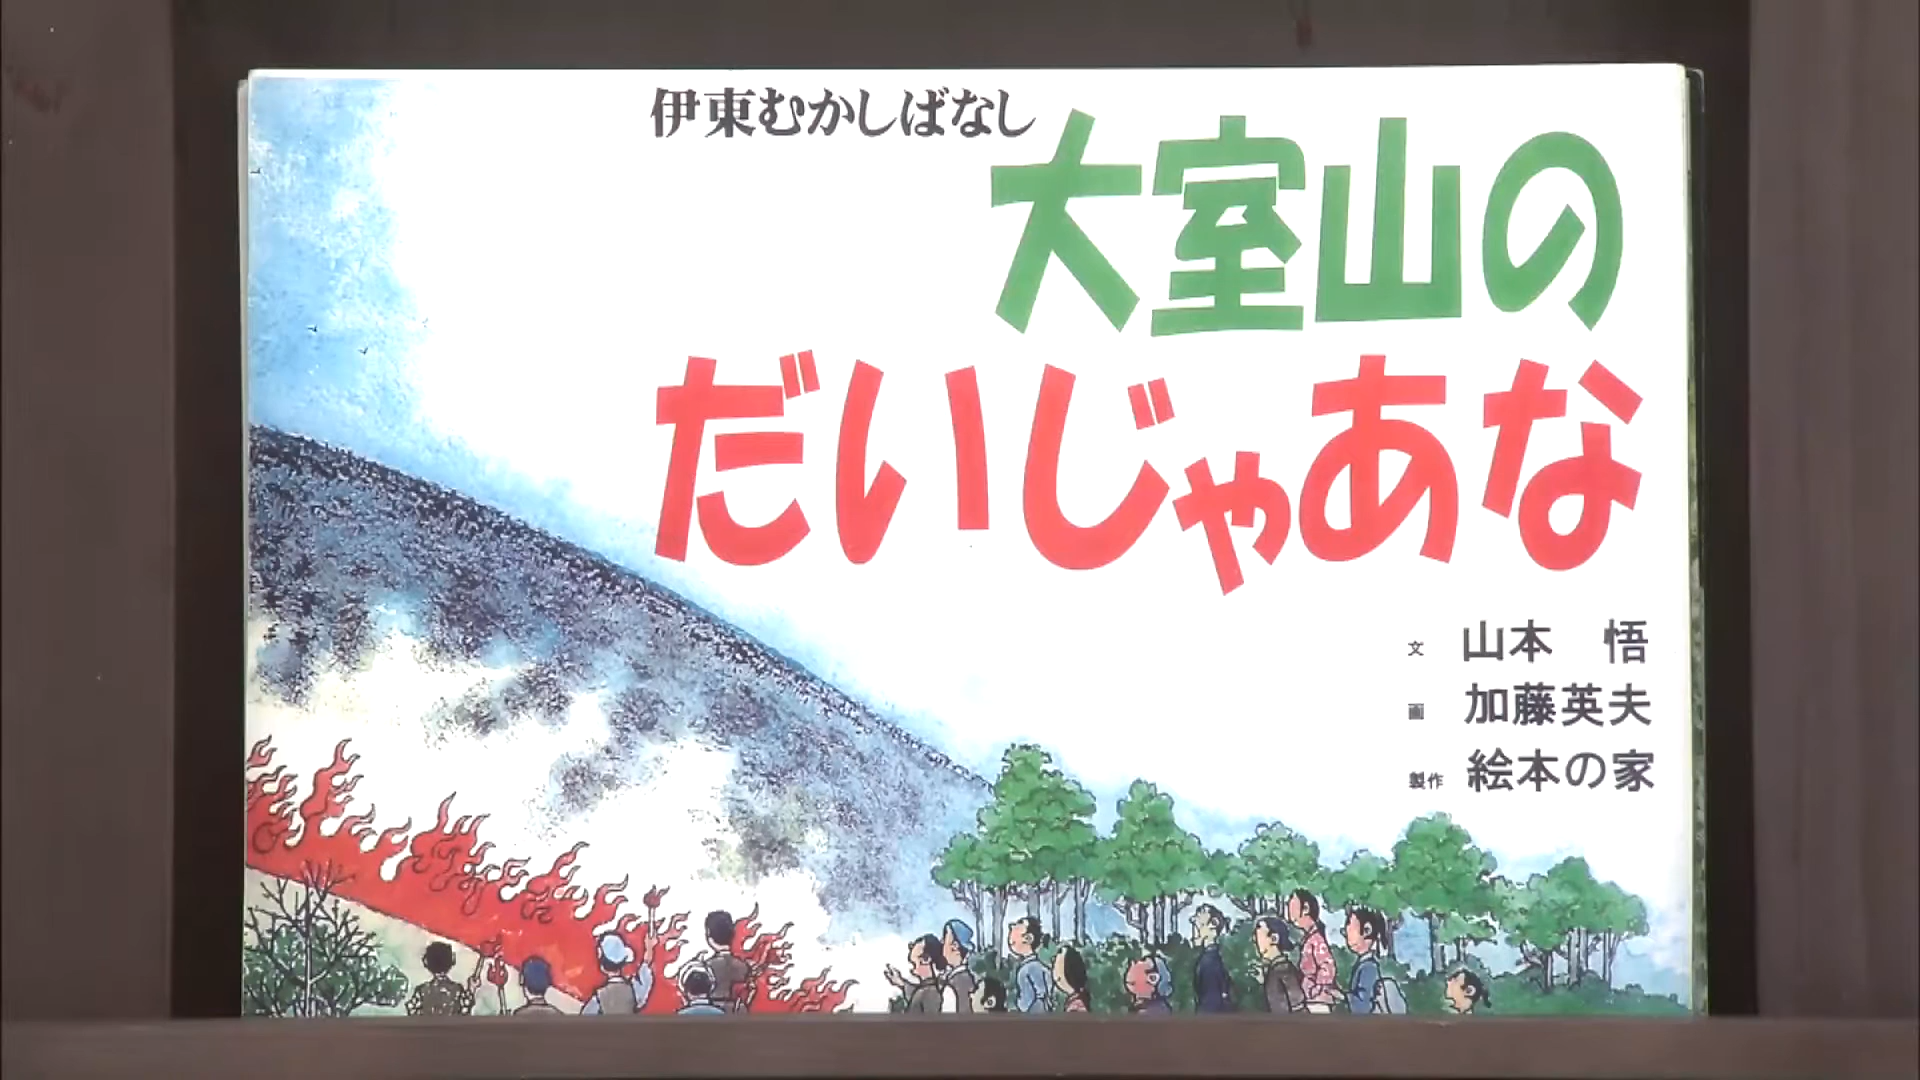 伊東むかしばなし
大室山の
だいじゃあな
文 山本 悟
画 加藤英夫
製作 絵本の家